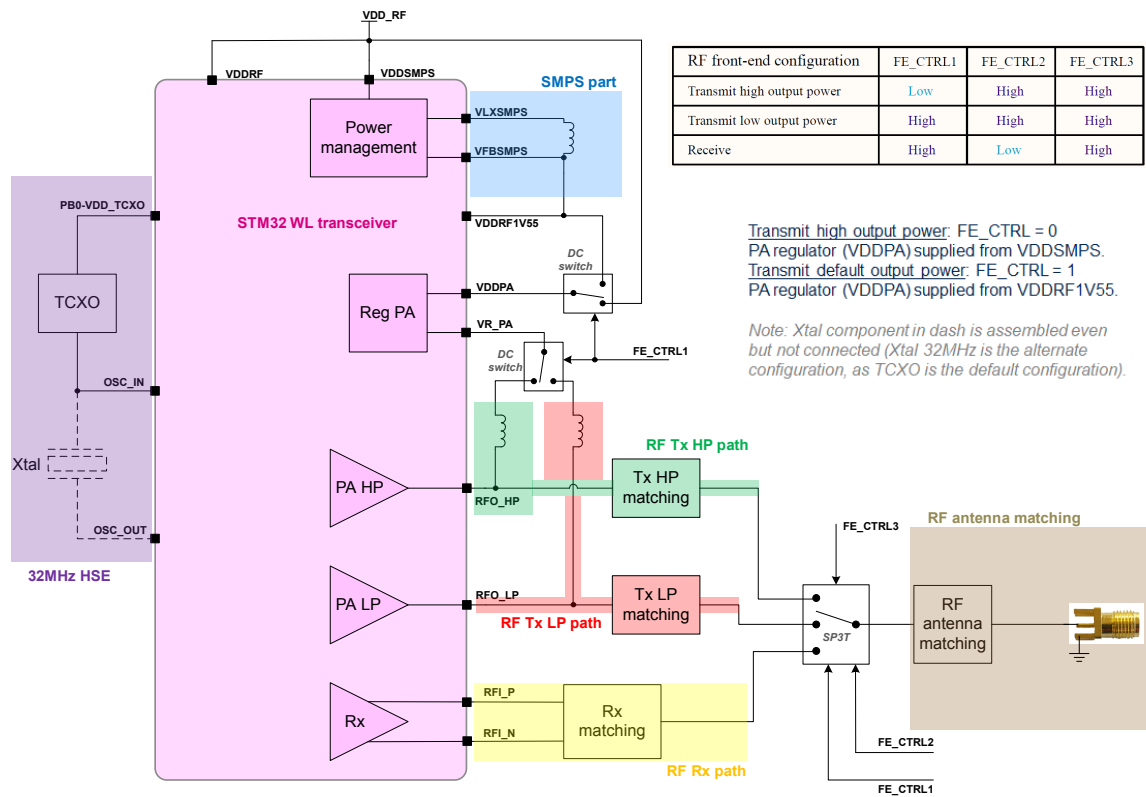 VDD_RF
VDDRF
VDDSMPS
SMPS part
Power
management
VLXSMPS
VFBSMPS
PB0-VDD_TCXO
STM32 WL transceiver
VDDRF1V55
DC
switch
TCXO
Reg PA
VDDPA
VR_PA
DC
switch
FE_CTRL1
OSC_IN
Xtal
OSC_OUT
32MHz HSE
PA HP
RFO_HP
RF Tx HP path
Tx HP
matching
PA LP
RFO_LP
RF Tx LP path
Tx LP
matching
Rx
RFI_P
RFI_N
Rx
matching
RF Rx path
FE_CTRL3
SP3T
FE_CTRL2
FE_CTRL1
RF antenna matching
RF
antenna
matching
RF front-end configuration FE_CTRL1 FE_CTRL2 FE_CTRL3
Transmit high output power Low High High
Transmit low output power High High High
Receive High Low High
Transmit high output power: FE_CTRL = 0
PA regulator (VDDPA) supplied from VDDSMPS.
Transmit default output power: FE_CTRL = 1
PA regulator (VDDPA) supplied from VDDRF1V55.
Note: Xtal component in dash is assembled even
but not connected (Xtal 32MHz is the alternate
configuration, as TCXO is the default configuration).